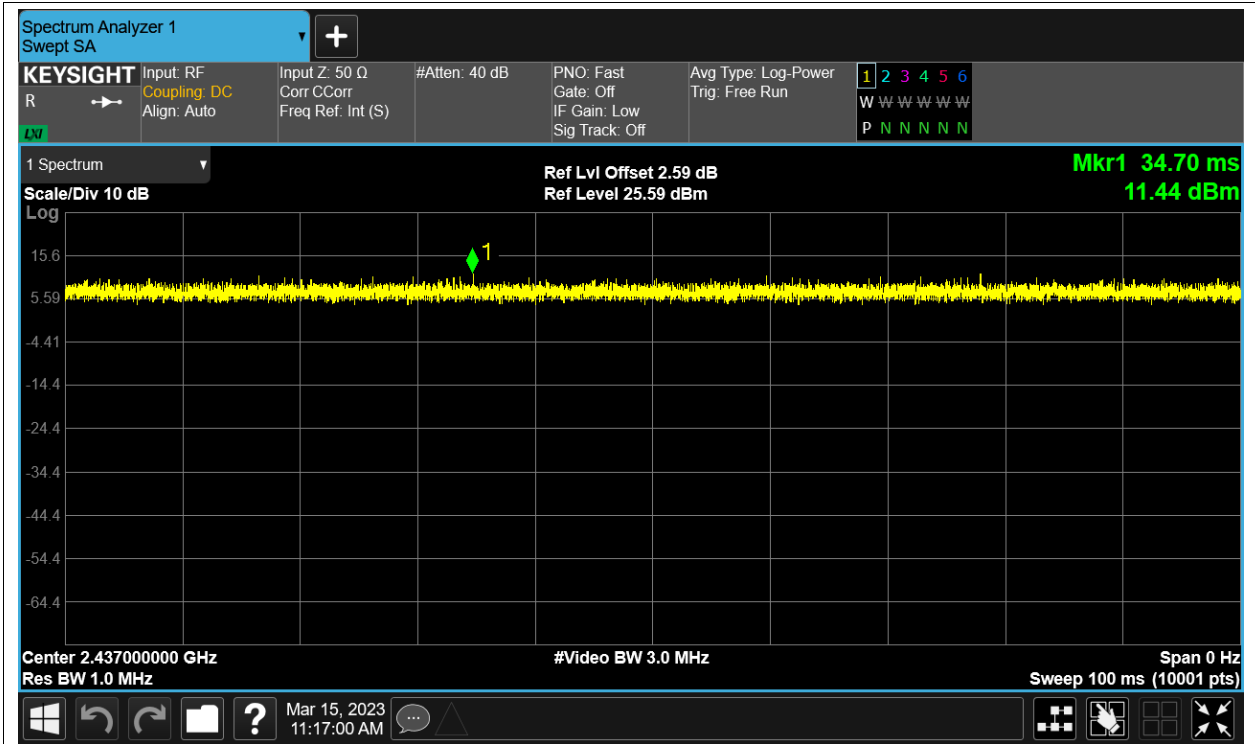 Spectrum Analyzer 1
Swept SA
KEYSIGHT
R
LXI
Input: RF
Coupling: DC
Align: Auto
Input Z: 50 Ω
Corr CCorr
Freq Ref: Int (S)
#Atten: 40 dB
PNO: Fast
Gate: Off
IF Gain: Low
Sig Track: Off
Avg Type: Log-Power
Trig: Free Run
1 2 3 4 5 6
W W W W W W
P N N N N N
1 Spectrum
Scale/Div 10 dB
Ref Lvl Offset 2.59 dB
Ref Level 25.59 dBm
Mkr1 34.70 ms
11.44 dBm
Log
1
15.6
5.59
-4.41
-14.4
-24.4
-34.4
-44.4
-54.4
-64.4
Center 2.437000000 GHz
#Video BW 3.0 MHz
Span 0 Hz
Res BW 1.0 MHz
Sweep 100 ms (10001 pts)
?
Mar 15, 2023
11:17:00 AM